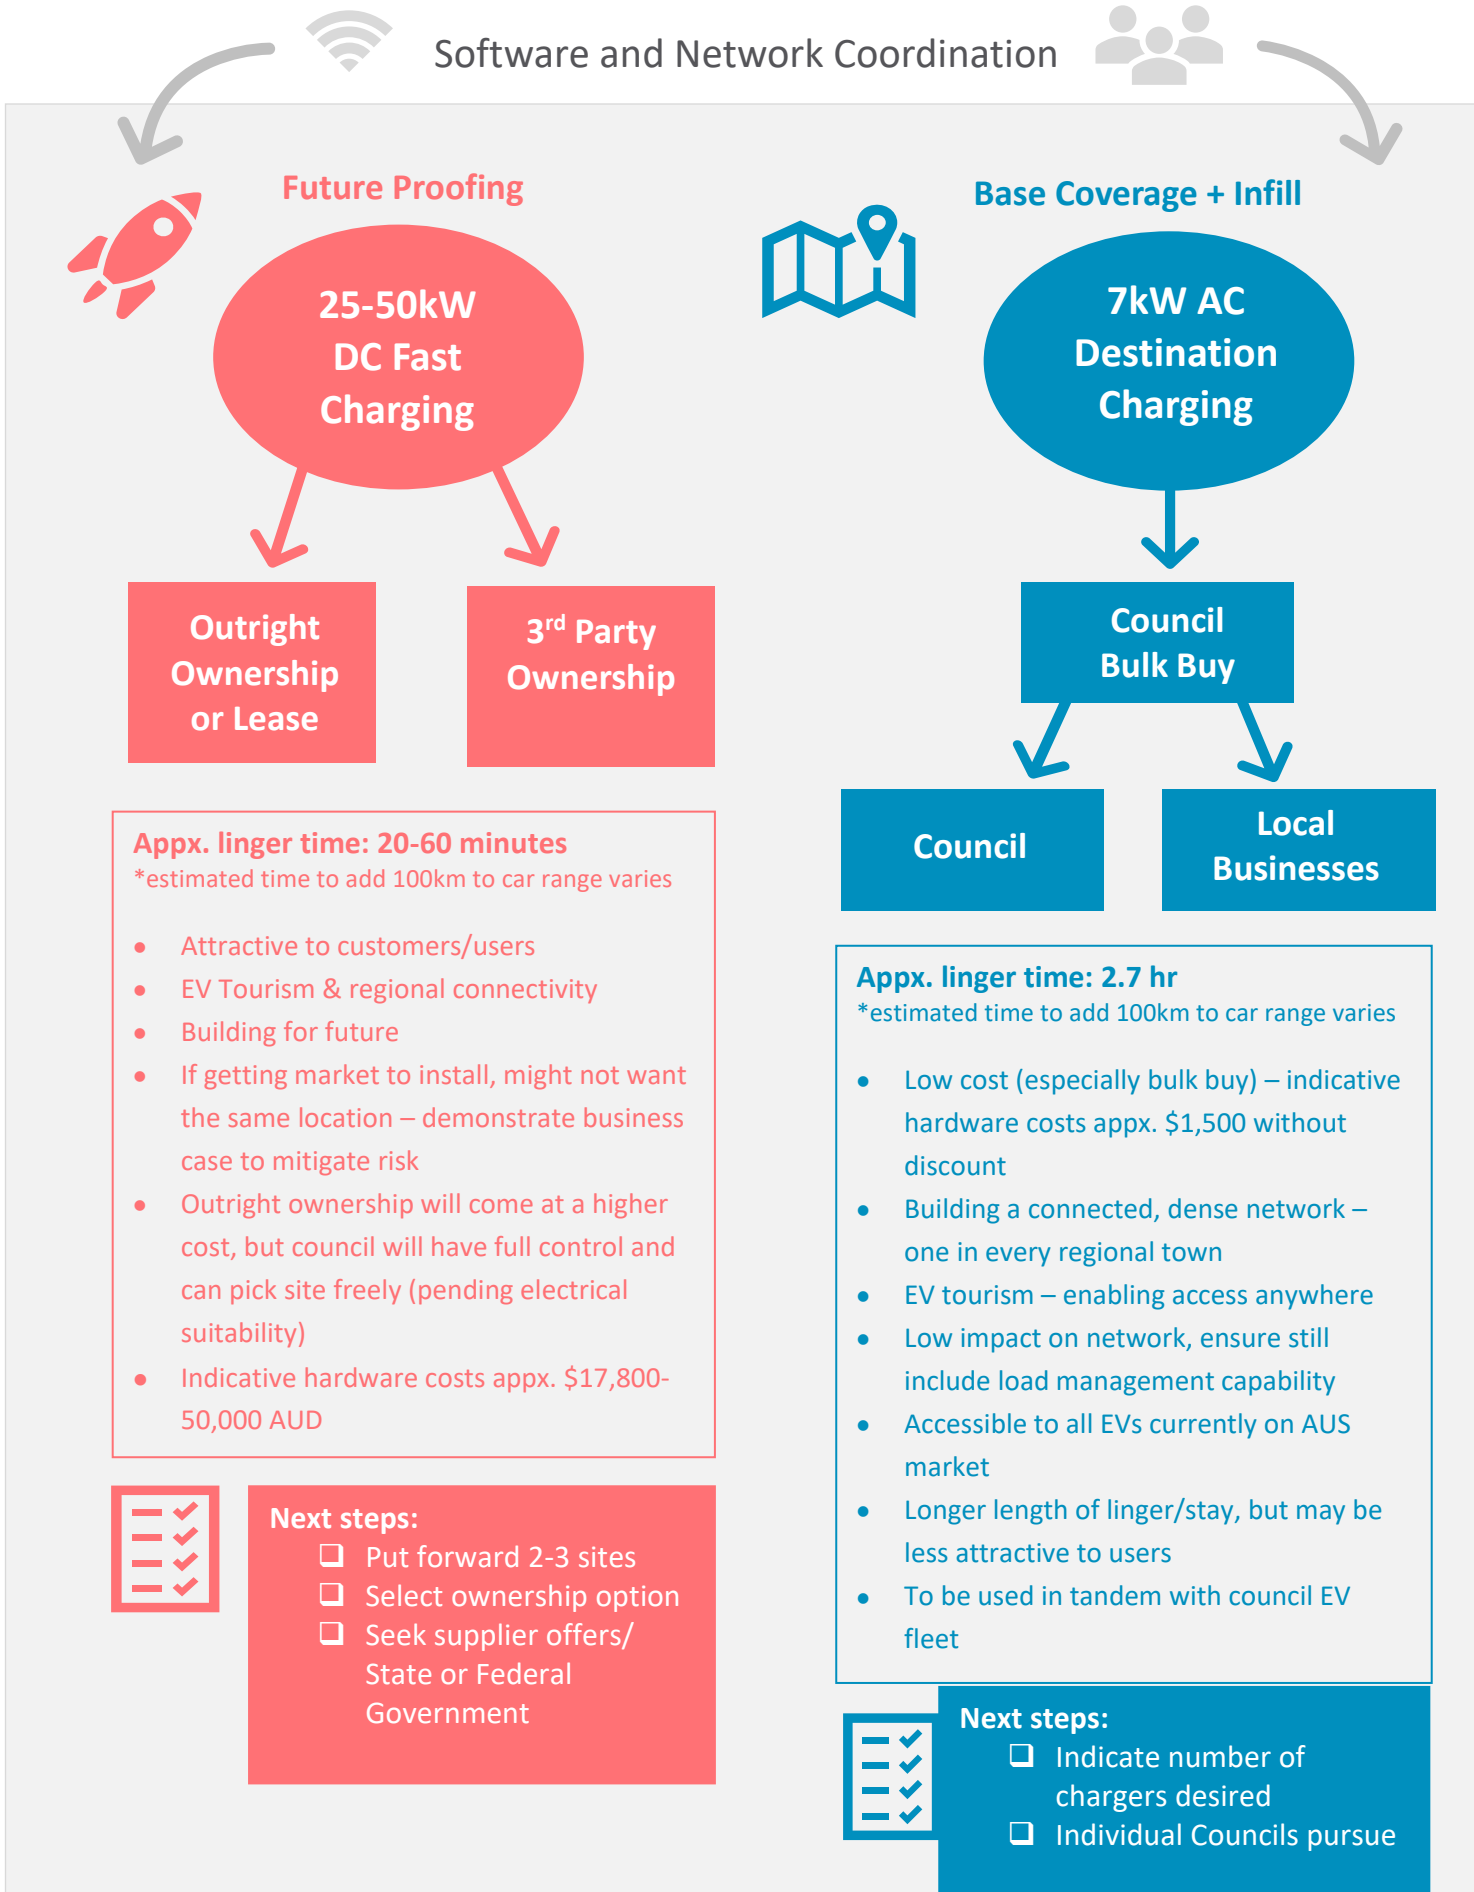 Software and Network Coordination
Future Proofing
25-50kW
DC Fast
Charging
Outright
Ownership
or Lease
3rd Party
Ownership
Appx. linger time: 20-60 minutes
*estimated time to add 100km to car range varies
● Attractive to customers/users
● EV Tourism & regional connectivity
● Building for future
● If getting market to install, might not want
the same location – demonstrate business
case to mitigate risk
● Outright ownership will come at a higher
cost, but council will have full control and
can pick site freely (pending electrical
suitability)
● Indicative hardware costs appx. $17,800-
50,000 AUD
Next steps:
❑ Put forward 2-3 sites
❑ Select ownership option
❑ Seek supplier offers/
State or Federal
Government
Base Coverage + Infill
7kW AC
Destination
Charging
Council
Bulk Buy
Council
Local
Businesses
Appx. linger time: 2.7 hr
*estimated time to add 100km to car range varies
● Low cost (especially bulk buy) – indicative
hardware costs appx. $1,500 without
discount
● Building a connected, dense network –
one in every regional town
● EV tourism – enabling access anywhere
● Low impact on network, ensure still
include load management capability
● Accessible to all EVs currently on AUS
market
● Longer length of linger/stay, but may be
less attractive to users
● To be used in tandem with council EV
fleet
Next steps:
❑ Indicate number of
chargers desired
❑ Individual Councils pursue